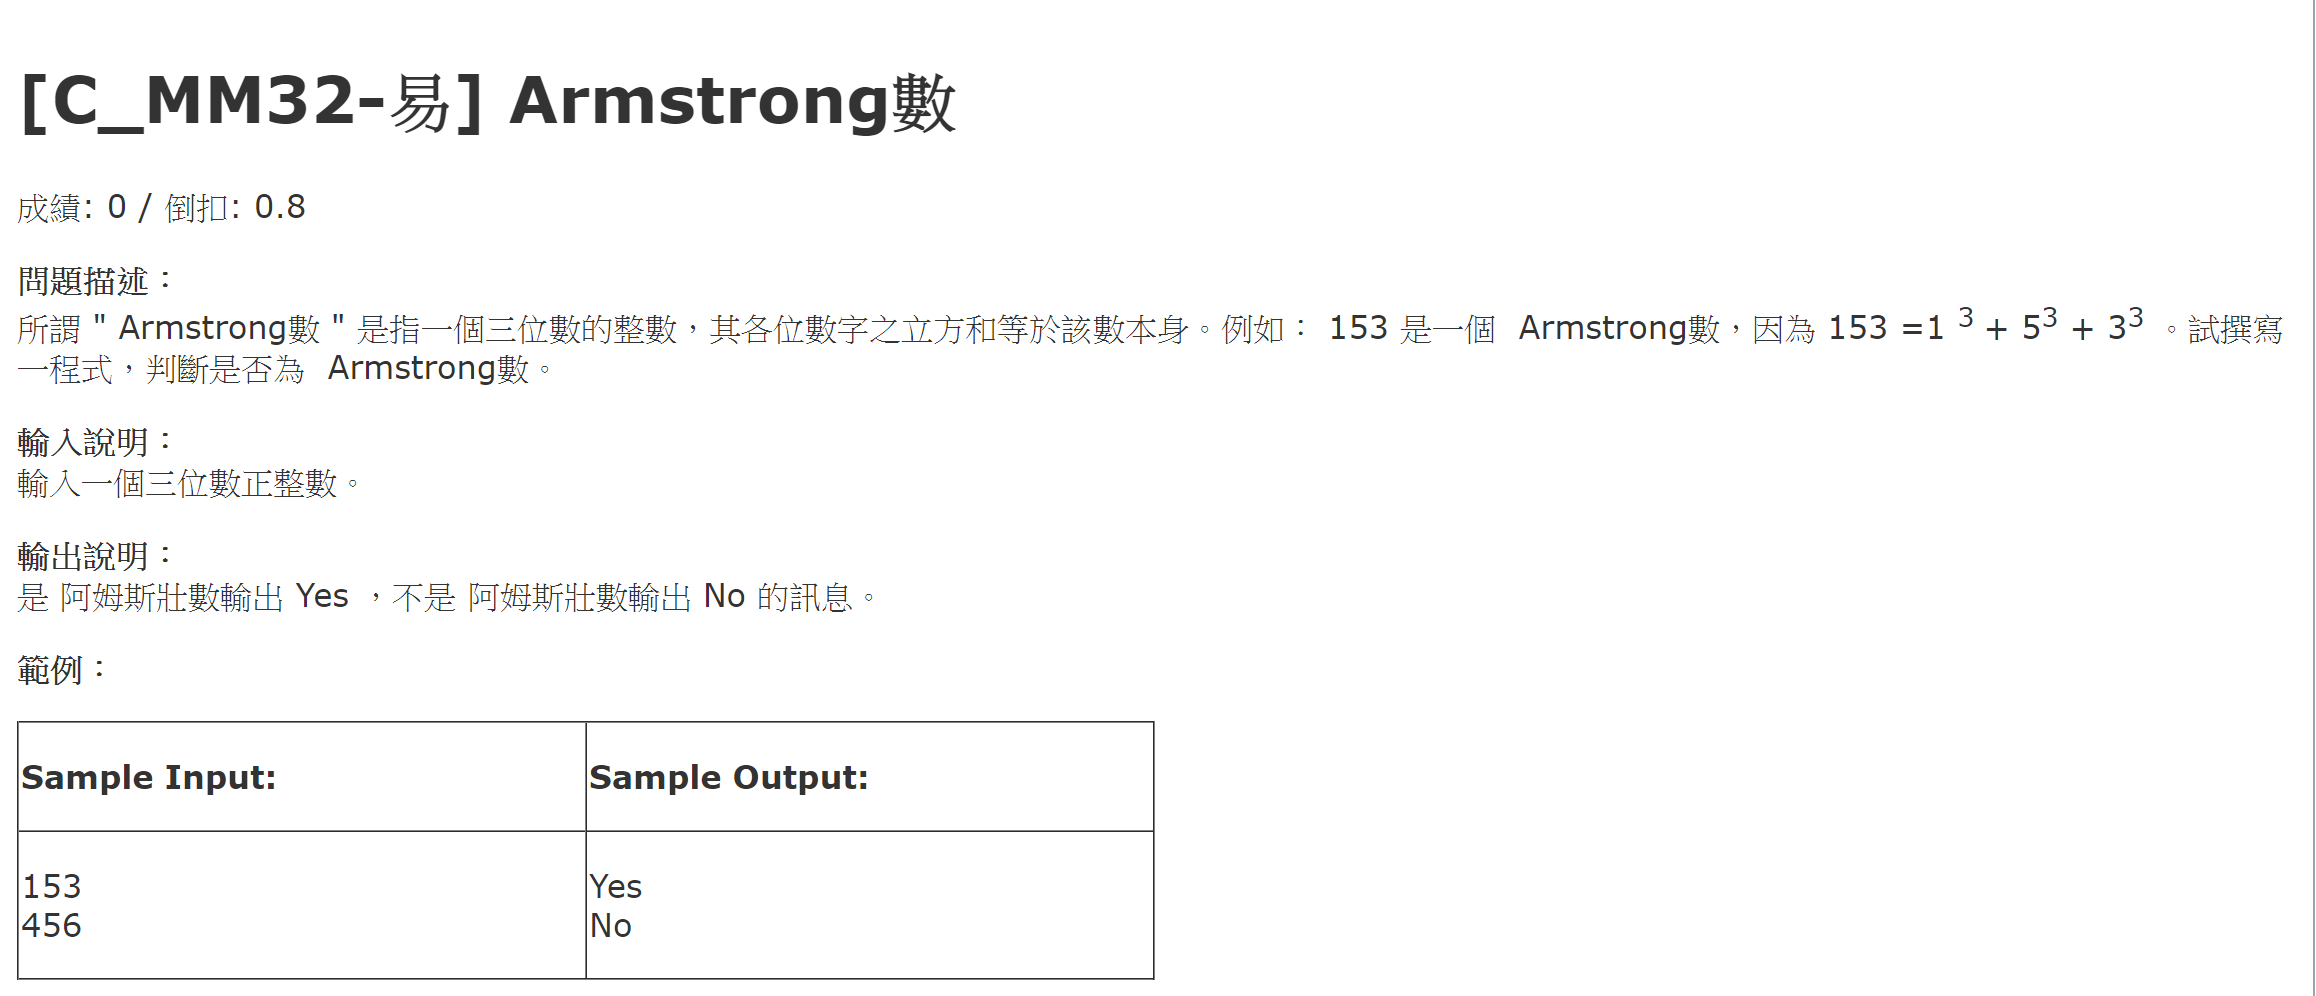 [C_MM32-易] Armstrong數
成績: 0 / 倒扣: 0.8
問題描述：
所謂 " Armstrong數 " 是指一個三位數的整數，其各位數字之立方和等於該數本身。例如： 153 是一個 Armstrong數，因為 153 =1 ³ + 5³ + 3³ 。試撰寫
一程式，判斷是否為 Armstrong數。
輸入說明：
輸入一個三位數正整數。
輸出說明：
是 阿姆斯壯數輸出 Yes ，不是 阿姆斯壯數輸出 No 的訊息。
範例：
Sample Input: Sample Output:
153 Yes
456 No